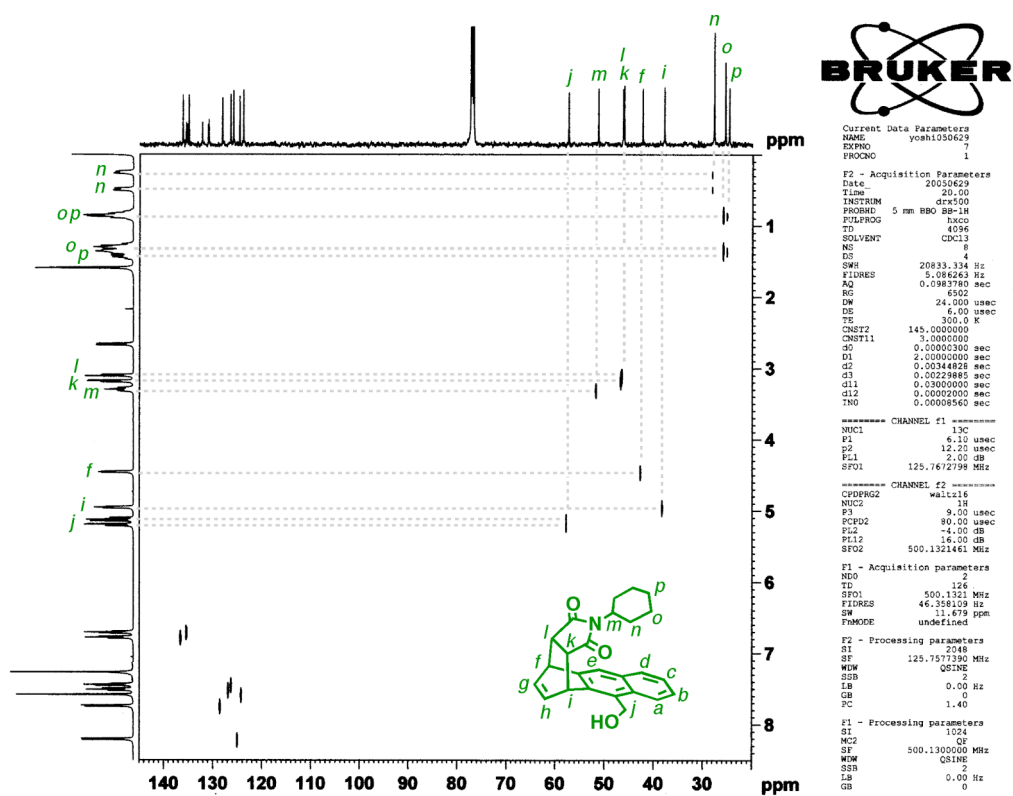 n
o
l
j m k f i p
ppm
n
n
o p
o
p
l
k
m
f
i
j
1
2
3
4
5
6
7
8
140 130 120 110 100 90 80 70 60 50 40 30 ppm
O
N
O
HO
p
o
n
m
l
k
f
e
d
c
g
b
h
i
j
a
BRUKER
Current Data Parameters
NAME yoshi050629
EXPNO 7
PROCNO 1
F2 - Acquisition Parameters
Date_ 20050629
Time 20.00
INSTRUM drx500
PROBHD 5 mm BBO BB-1H
PULPROG hxco
TD 4096
SOLVENT CDCl3
NS 8
DS 4
SWH 20833.334 Hz
FIDRES 5.086263 Hz
AQ 0.0983780 sec
RG 6502
DW 24.000 usec
DE 6.00 usec
TE 300.0 K
CNST2 145.0000000
CNST11 3.0000000
d0 0.00000300 sec
D1 2.00000000 sec
d2 0.00344828 sec
d3 0.00229885 sec
d11 0.03000000 sec
d12 0.00002000 sec
IN0 0.00008560 sec
======== CHANNEL f1 ========
NUC1 13C
P1 6.10 usec
p2 12.20 usec
PL1 2.00 dB
SFO1 125.7672798 MHz
======== CHANNEL f2 ========
CPDPRG2 waltz16
NUC2 1H
P3 9.00 usec
PCPD2 80.00 usec
PL2 -4.00 dB
PL12 16.00 dB
SFO2 500.1321461 MHz
F1 - Acquisition parameters
ND0 2
TD 126
SFO1 500.1321 MHz
FIDRES 46.358109 Hz
SW 11.679 ppm
FnMODE undefined
F2 - Processing parameters
SI 2048
SF 125.7577390 MHz
WDW QSINE
SSB 2
LB 0.00 Hz
GB 0
PC 1.40
F1 - Processing parameters
SI 1024
MC2 QF
SF 500.1300000 MHz
WDW QSINE
SSB 2
LB 0.00 Hz
GB 0